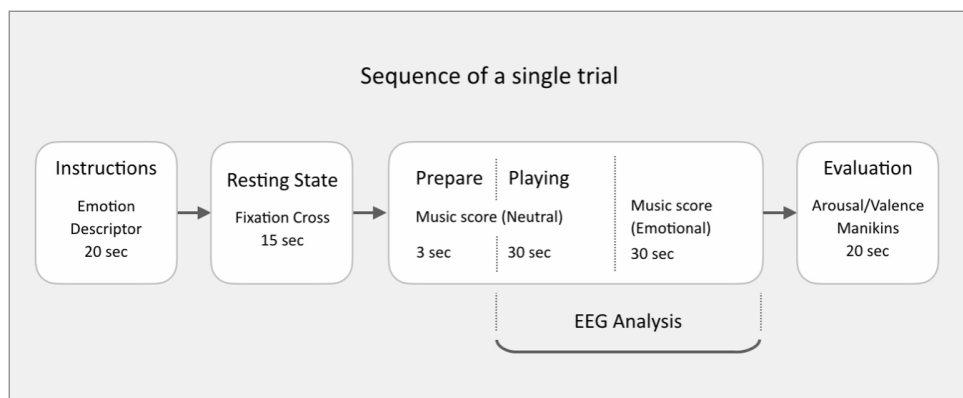 Sequence of a single trial
Instructions
Emotion
Descriptor
20 sec
Resting State
Fixation Cross
15 sec
Prepare
Playing
Music score (Neutral)
3 sec
30 sec
Music score
(Emotional)
30 sec
Evaluation
Arousal/Valence
Manikins
20 sec
EEG Analysis